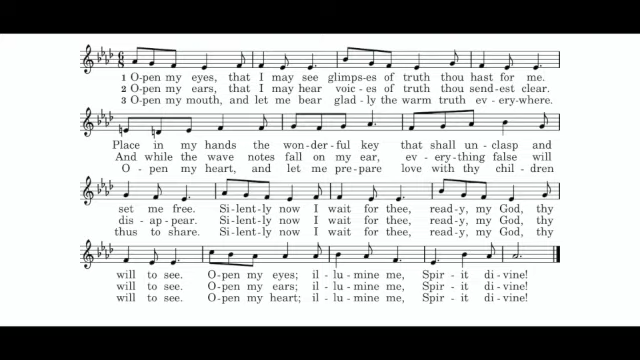 1 O-pen my eyes, that I may see glimps-es of truth thou hast for me.
2 O-pen my ears, that I may hear voic-es of truth thou send-est clear.
3 O-pen my mouth, and let me bear glad-ly the warm truth ev-ery-where.
Place in my hands the won-der-ful key that shall un-clasp and
And while the wave notes fall on my ear, ev-ery-thing false will
O-pen my heart, and let me pre-pare love with thy chil-dren
set me free. Si-lent-ly now I wait for thee, read-y, my God, thy
dis-ap-pear. Si-lent-ly now I wait for thee, read-y, my God, thy
thus to share. Si-lent-ly now I wait for thee, read-y, my God, thy
will to see. O-pen my eyes; il-lu-mine me, Spir-it di-vine!
will to see. O-pen my ears; il-lu-mine me, Spir-it di-vine!
will to see. O-pen my heart; il-lu-mine me, Spir-it di-vine!